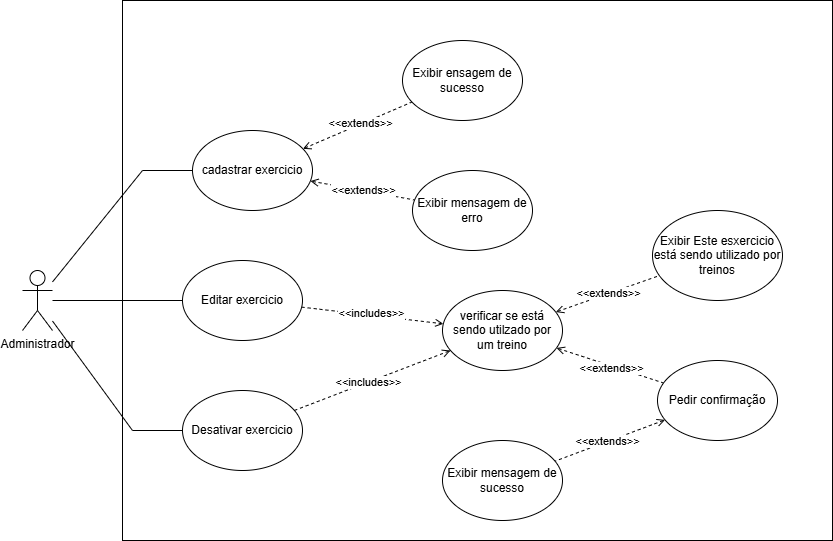 Exibir ensagem de
sucesso
<<extends>>
cadastrar exercicio
<<extends>>
Exibir mensagem de
erro
Exibir Este esxercicio
está sendo utilizado por
treinos
<<extends>>
Editar exercicio
<<includes>>
verificar se está
sendo utilzado por
um treino
Administrador
<<extends>>
<<includes>>
Pedir confirmação
Desativar exercicio
<<extends>>
Exibir mensagem de
sucesso